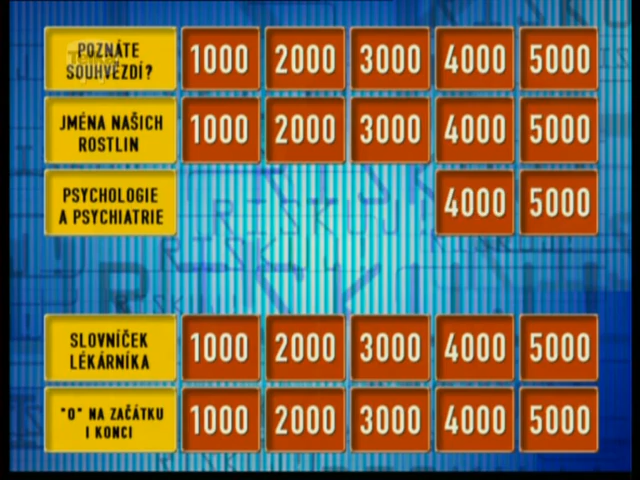 POZNÁTE
SOUHVĚZDÍ?
1000 2000 3000 4000 5000
JMÉNA NAŠICH
ROSTLIN
1000 2000 3000 4000 5000
PSYCHOLOGIE
A PSYCHIATRIE
4000 5000
SLOVNÍČEK
LÉKÁRNÍKA
1000 2000 3000 4000 5000
"O" NA ZAČÁTKU
I KONCI
1000 2000 3000 4000 5000
RISKUJ